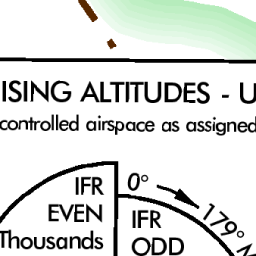 ISING ALTITUDES - U
controlled airspace as assigned
IFR
EVEN
Thousands
0°
179° M
IFR
ODD